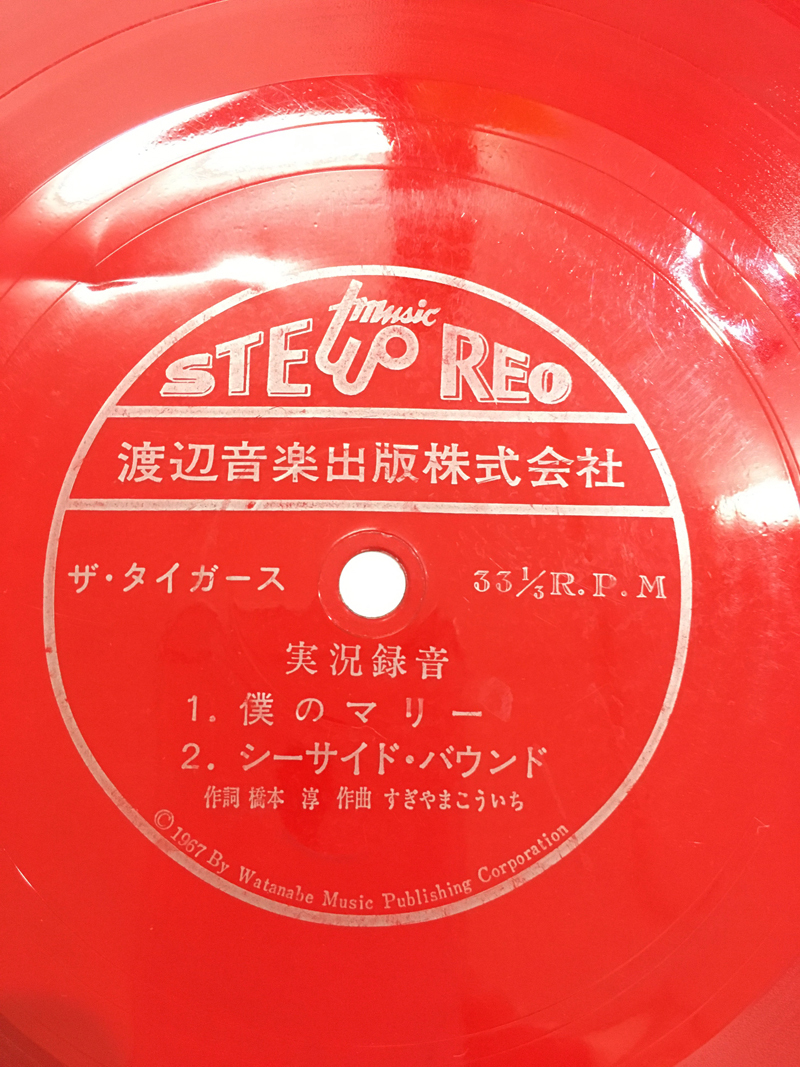 music
STEREO
渡辺音楽出版株式会社
ザ・タイガース
33⅓R.P.M
実況録音
1. 僕のマリー
2. シーサイド・バウンド
作詞 橋本 淳 作曲 すぎやまこういち
©1967 By Watanabe Music Publishing Corporation